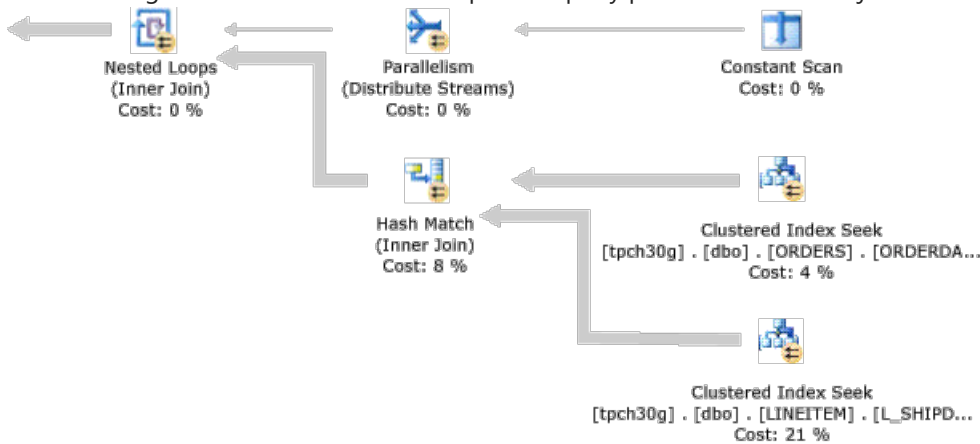 Nested Loops
(Inner Join)
Cost: 0 %
Parallelism
(Distribute Streams)
Cost: 0 %
Constant Scan
Cost: 0 %
Hash Match
(Inner Join)
Cost: 8 %
Clustered Index Seek
[tpch30g] . [dbo] . [ORDERS] . [ORDERDA...
Cost: 4 %
Clustered Index Seek
[tpch30g] . [dbo] . [LINEITEM] . [L_SHIPD...
Cost: 21 %